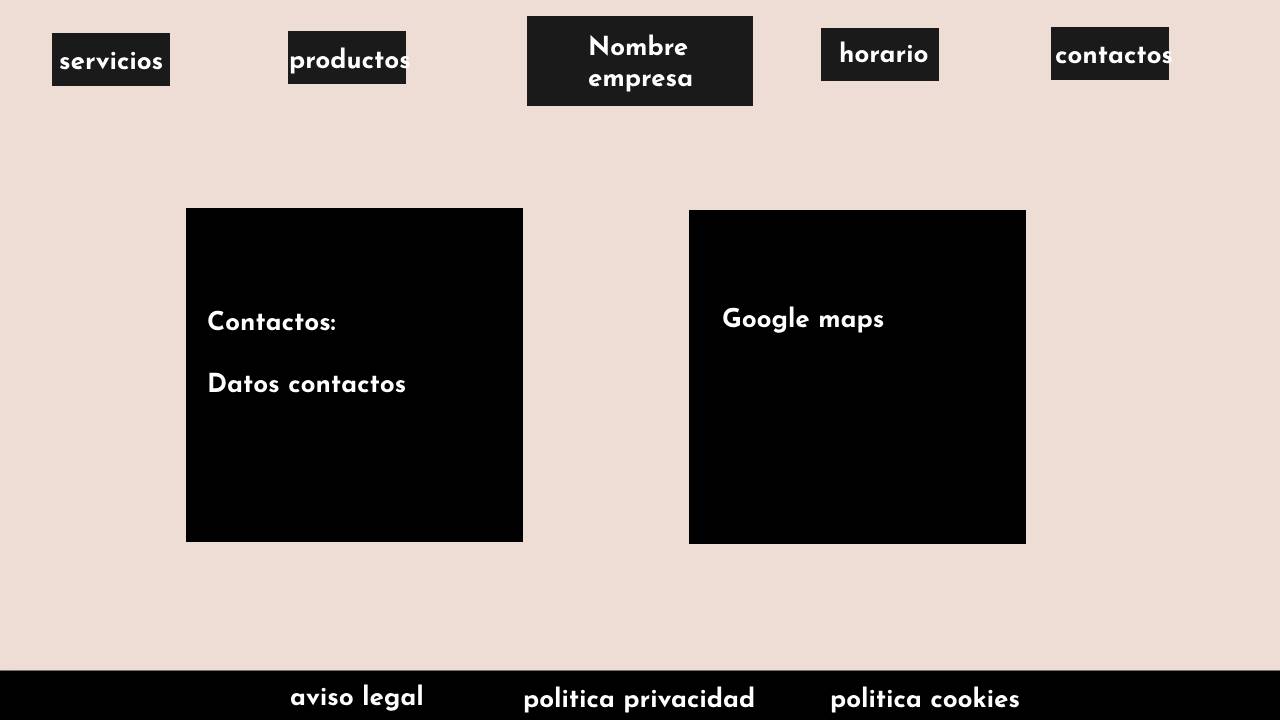 servicios
productos
Nombre
empresa
horario
contactos
Contactos:
Datos contactos
Google maps
aviso legal
politica privacidad
politica cookies